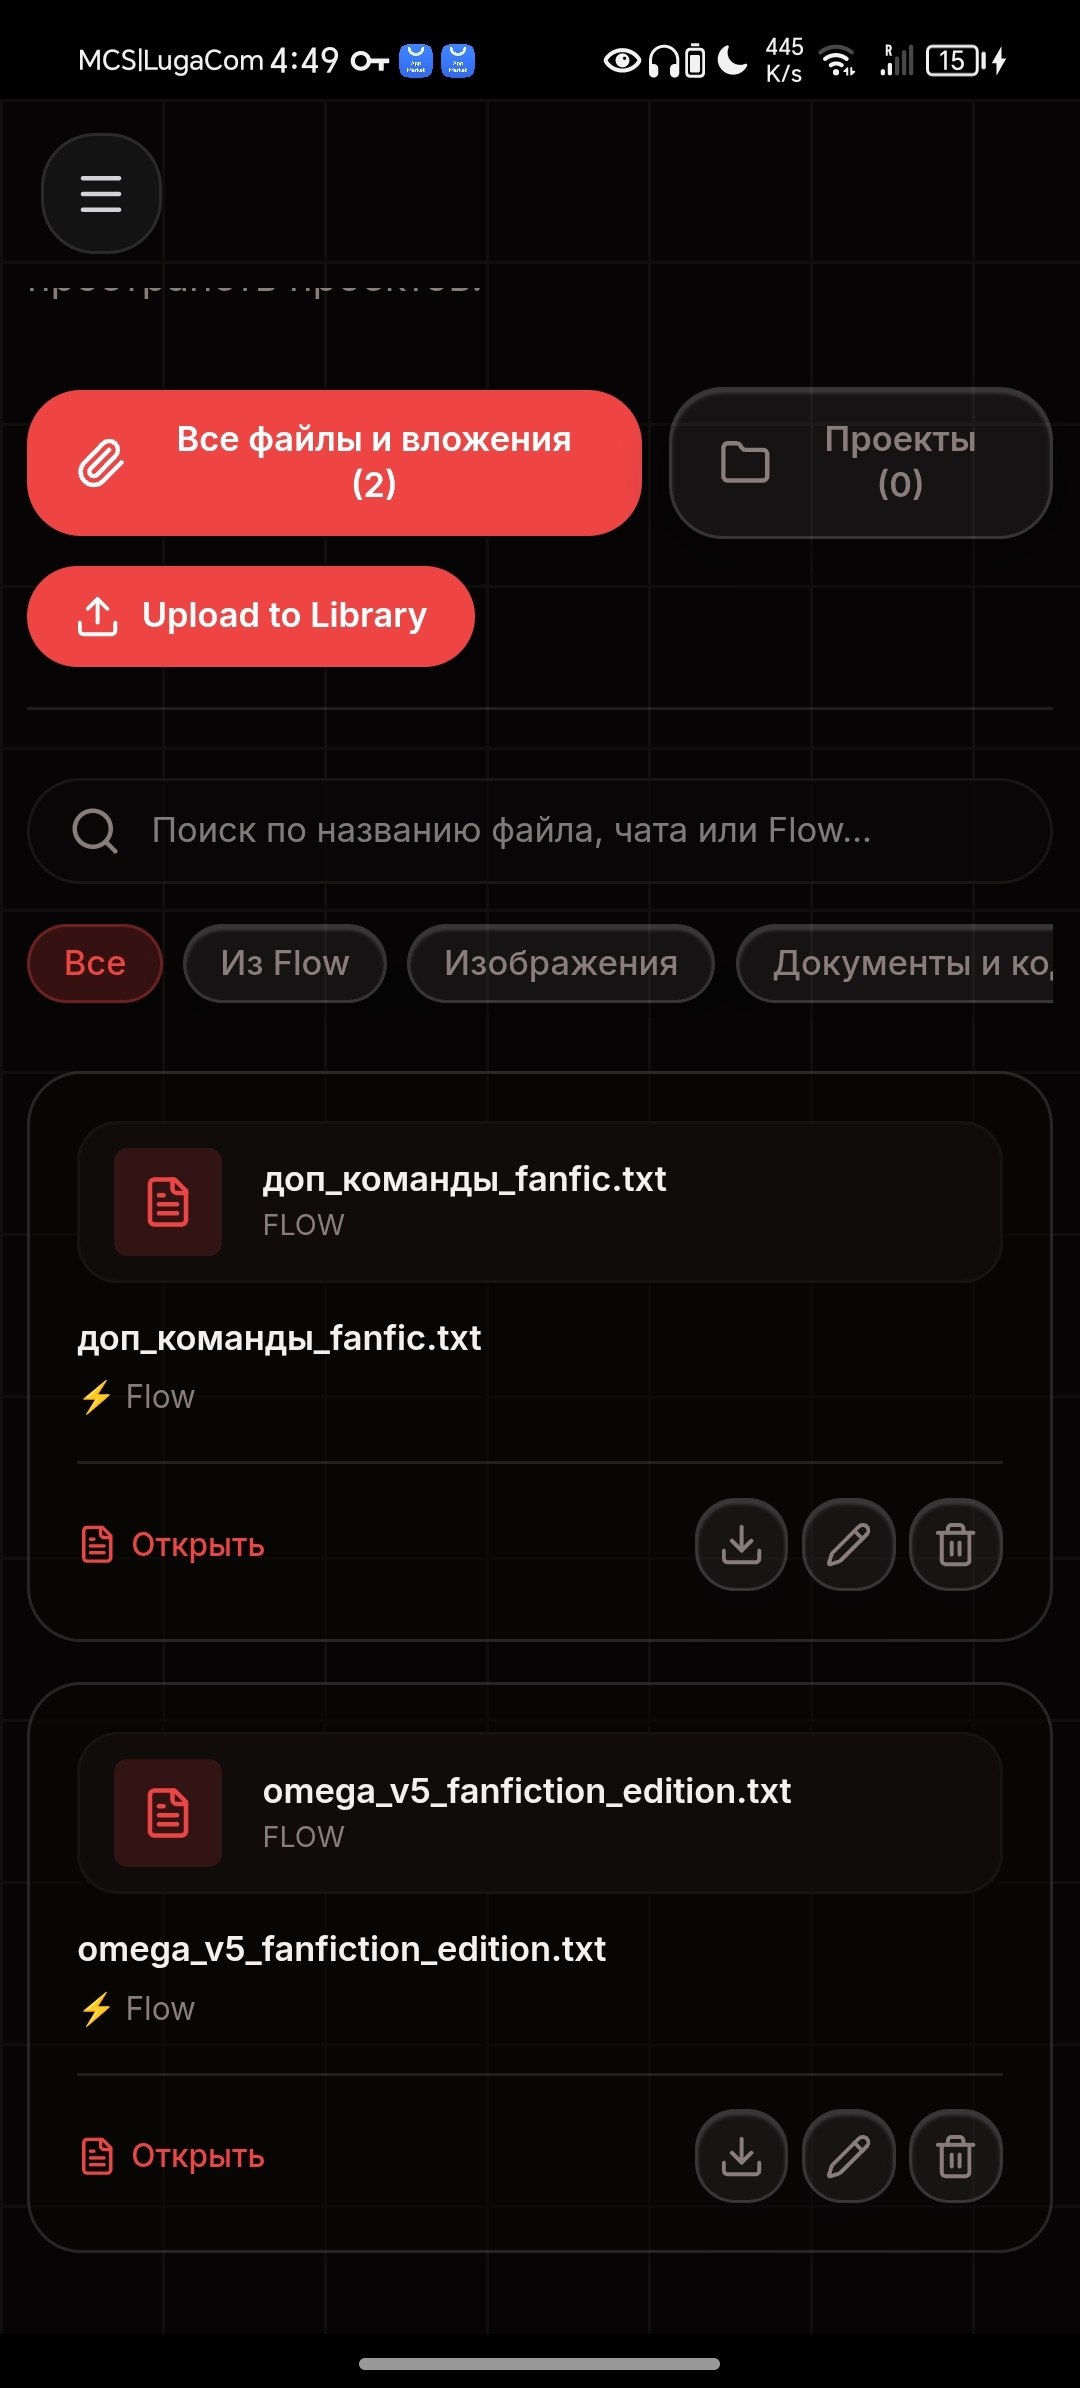 MCS|LugaCom 4:49
445 K/s
R
15
Все файлы и вложения
(2)
Проекты
(0)
Upload to Library
Поиск по названию файла, чата или Flow...
Все
Из Flow
Изображения
Документы и
доп_команды_fanfic.txt
FLOW
доп_команды_fanfic.txt
Flow
Открыть
omega_v5_fanfiction_edition.txt
FLOW
omega_v5_fanfiction_edition.txt
Flow
Открыть